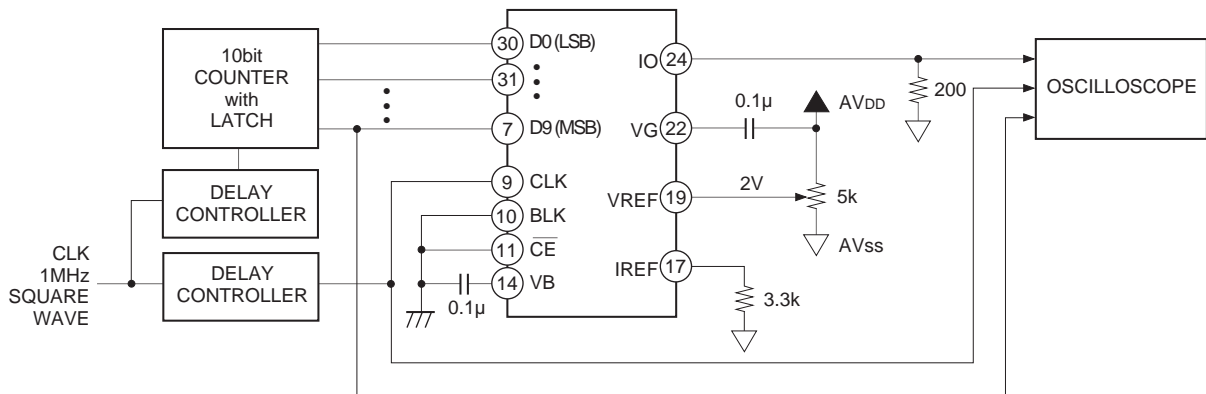 10bit
COUNTER
with
LATCH
DELAY
CONTROLLER
DELAY
CONTROLLER
CLK
1MHz
SQUARE
WAVE
30 D0 (LSB)
31
7 D9 (MSB)
9 CLK
10 BLK
11 CE
14 VB
0.1µ
IO 24
VG 22
VREF 19
IREF 17
0.1µ
AVDD
2V
5k
AVss
3.3k
200
OSCILLOSCOPE